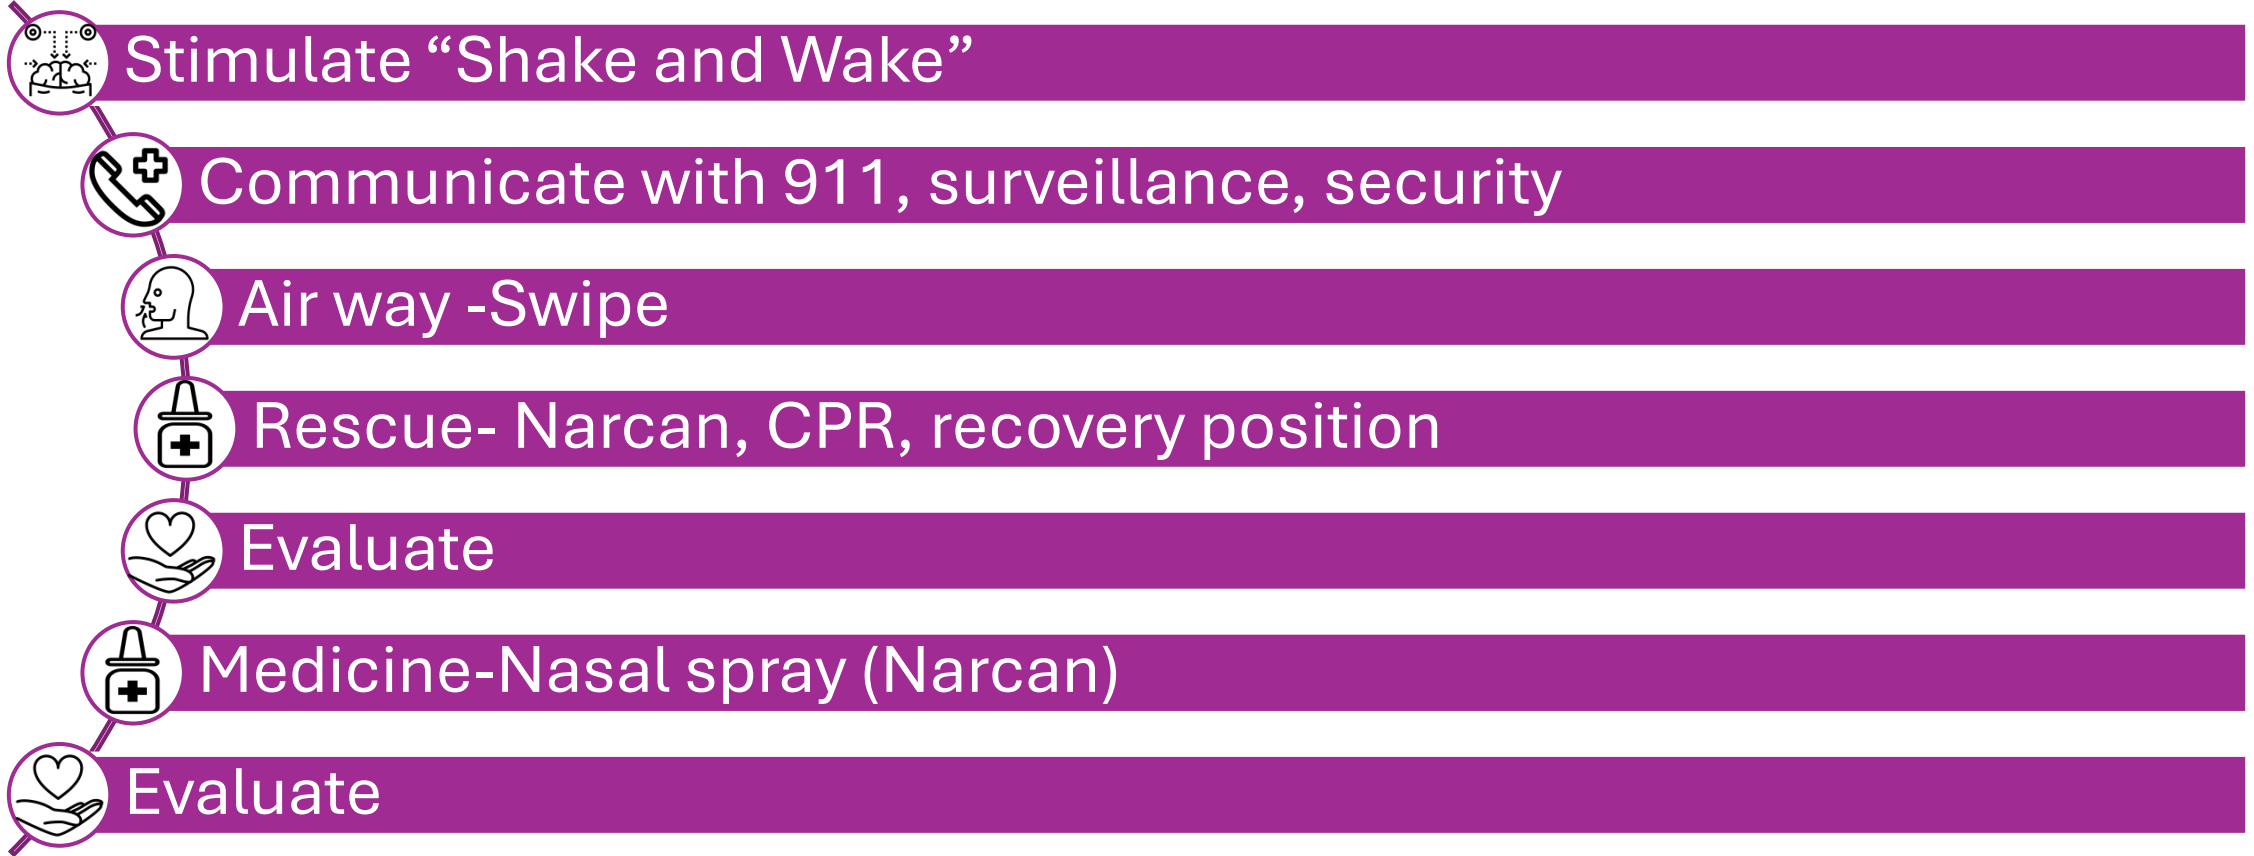 Stimulate “Shake and Wake”
Communicate with 911, surveillance, security
Air way -Swipe
Rescue- Narcan, CPR, recovery position
Evaluate
Medicine-Nasal spray (Narcan)
Evaluate